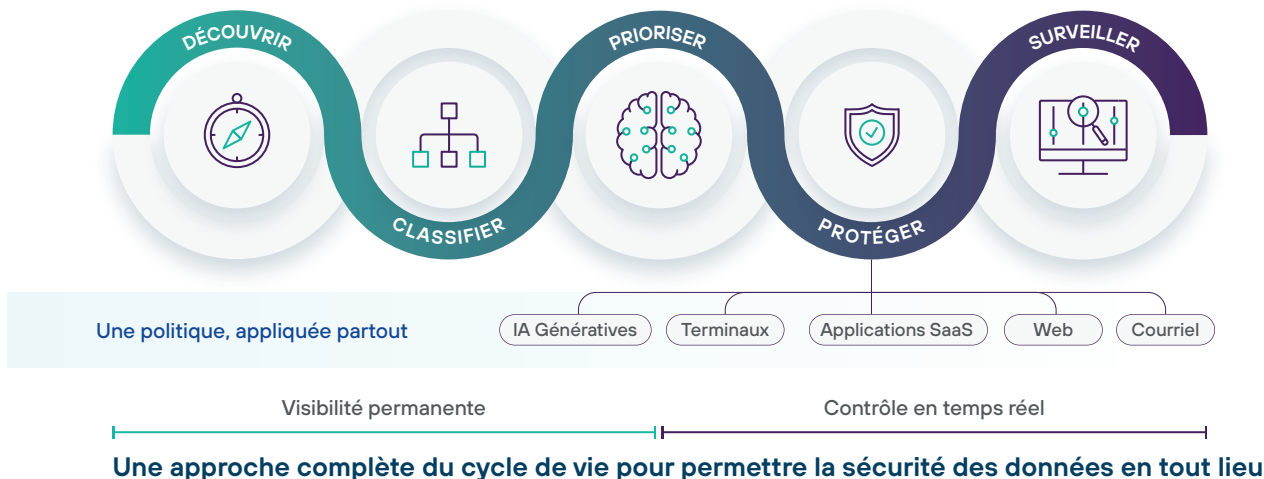 DÉCOUVRIR
CLASSIFIER
PRIORISER
PROTÉGER
SURVEILLER
Une politique, appliquée partout
IA Génératives
Terminaux
Applications SaaS
Web
Courriel
Visibilité permanente
Contrôle en temps réel
Une approche complète du cycle de vie pour permettre la sécurité des données en tout lieu